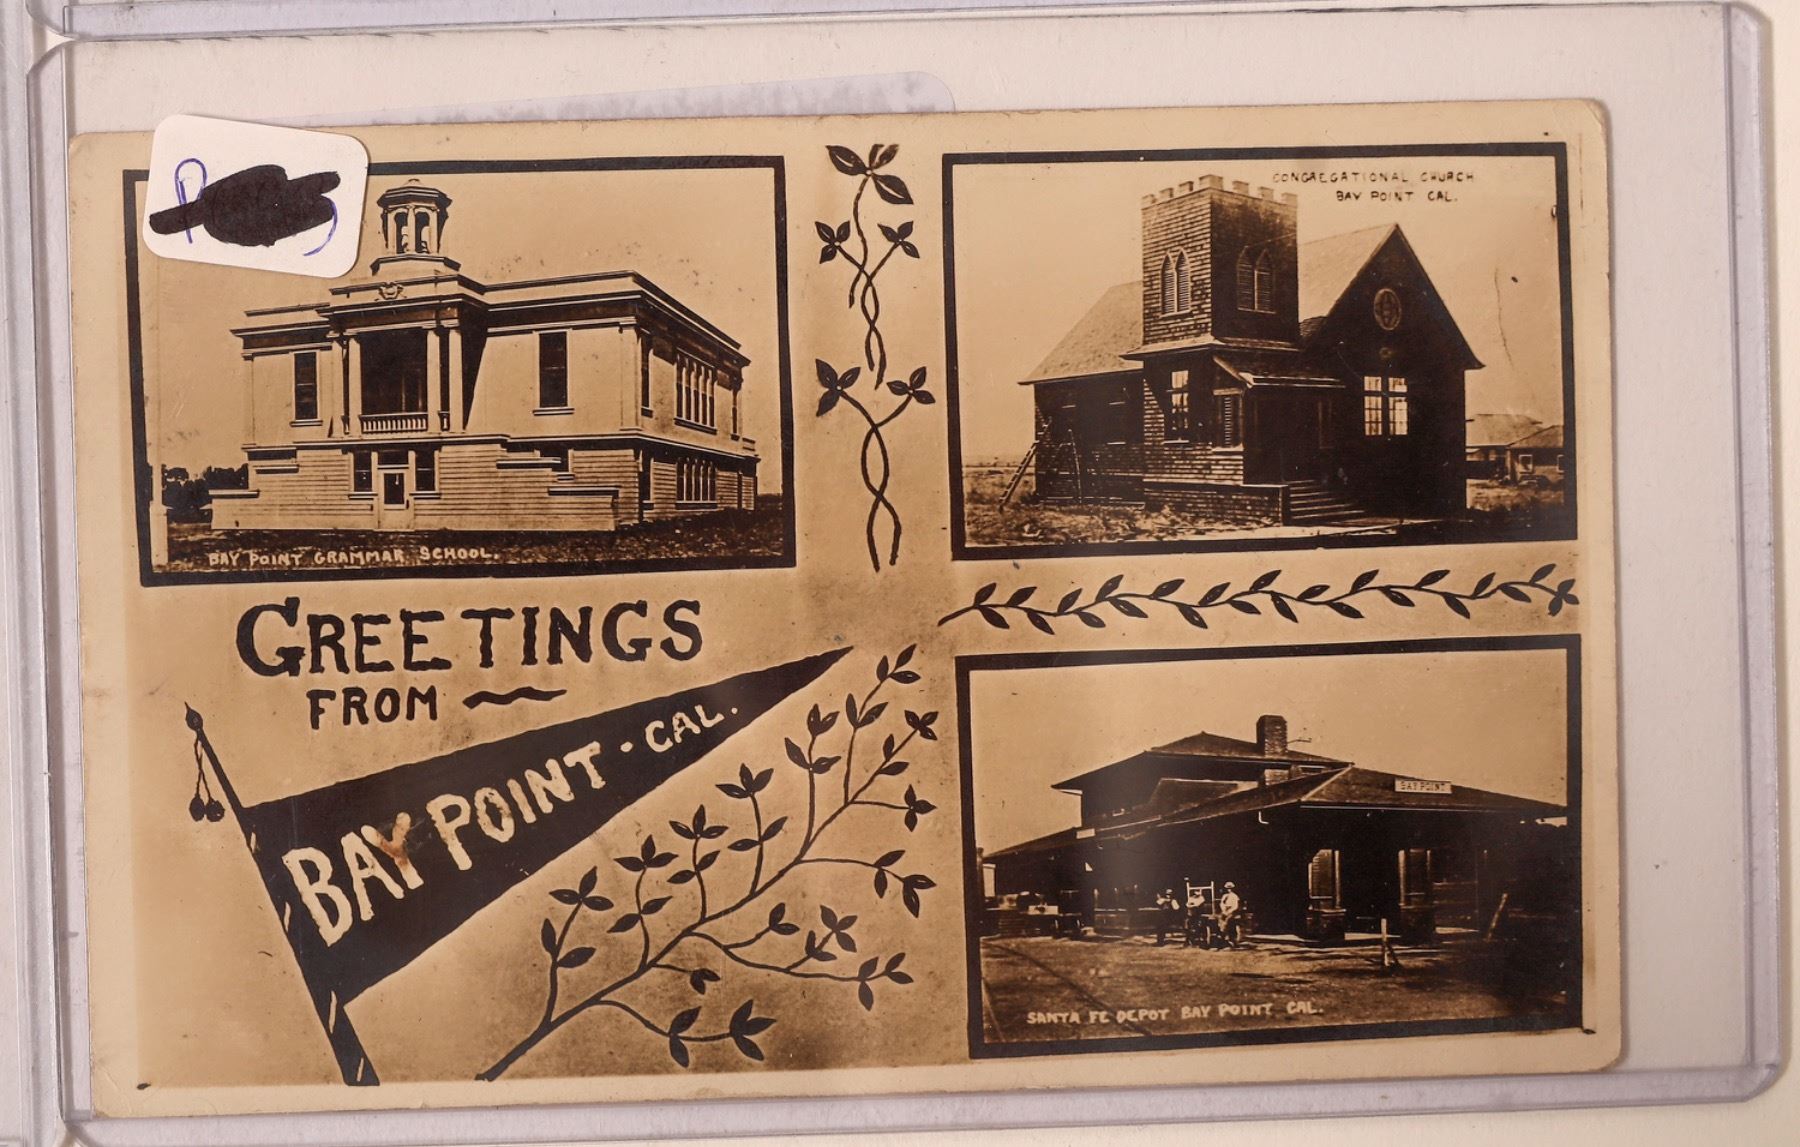 BAY POINT GRAMMAR SCHOOL.
CONGREGATIONAL CHURCH
BAY POINT CAL.
GREETINGS
FROM
BAY POINT · CAL.
BAY POINT
SANTA FE DEPOT BAY POINT CAL.